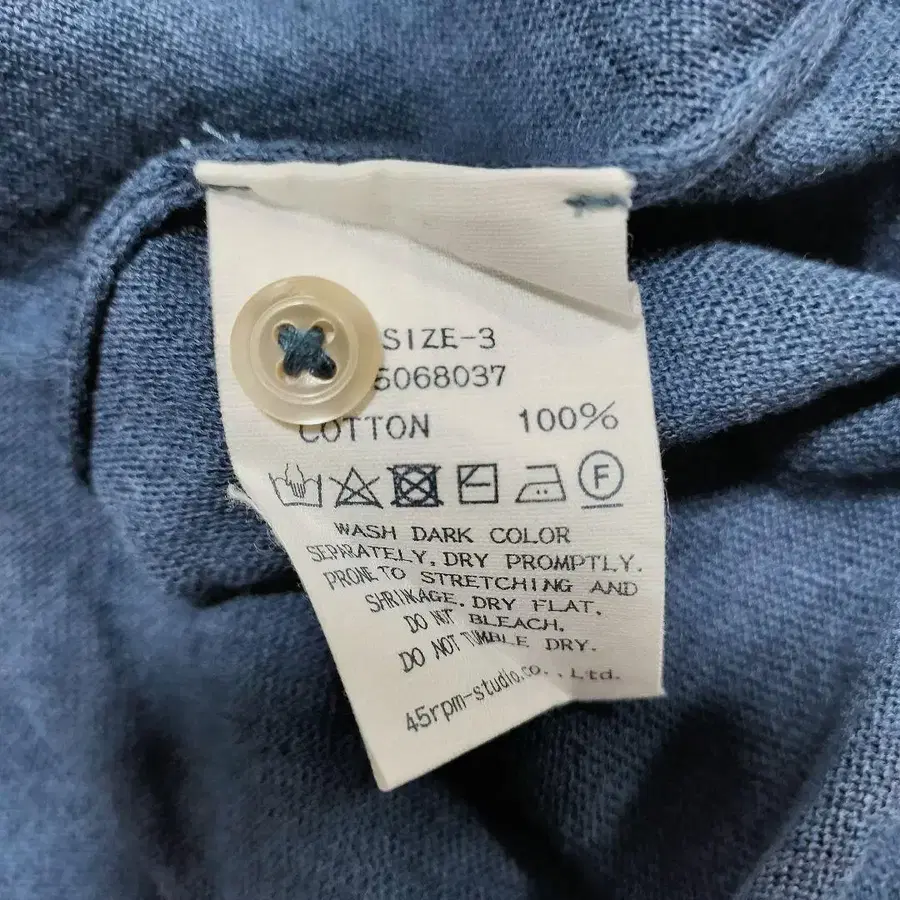 SIZE-3
5068037
COTTON 100%
F
WASH DARK COLOR
SEPARATELY. DRY PROMPTLY.
PRONE TO STRETCHING AND
SHRINKAGE. DRY FLAT.
DO NOT BLEACH.
DO NOT TUMBLE DRY.
45rpm-studio.co.,Ltd.